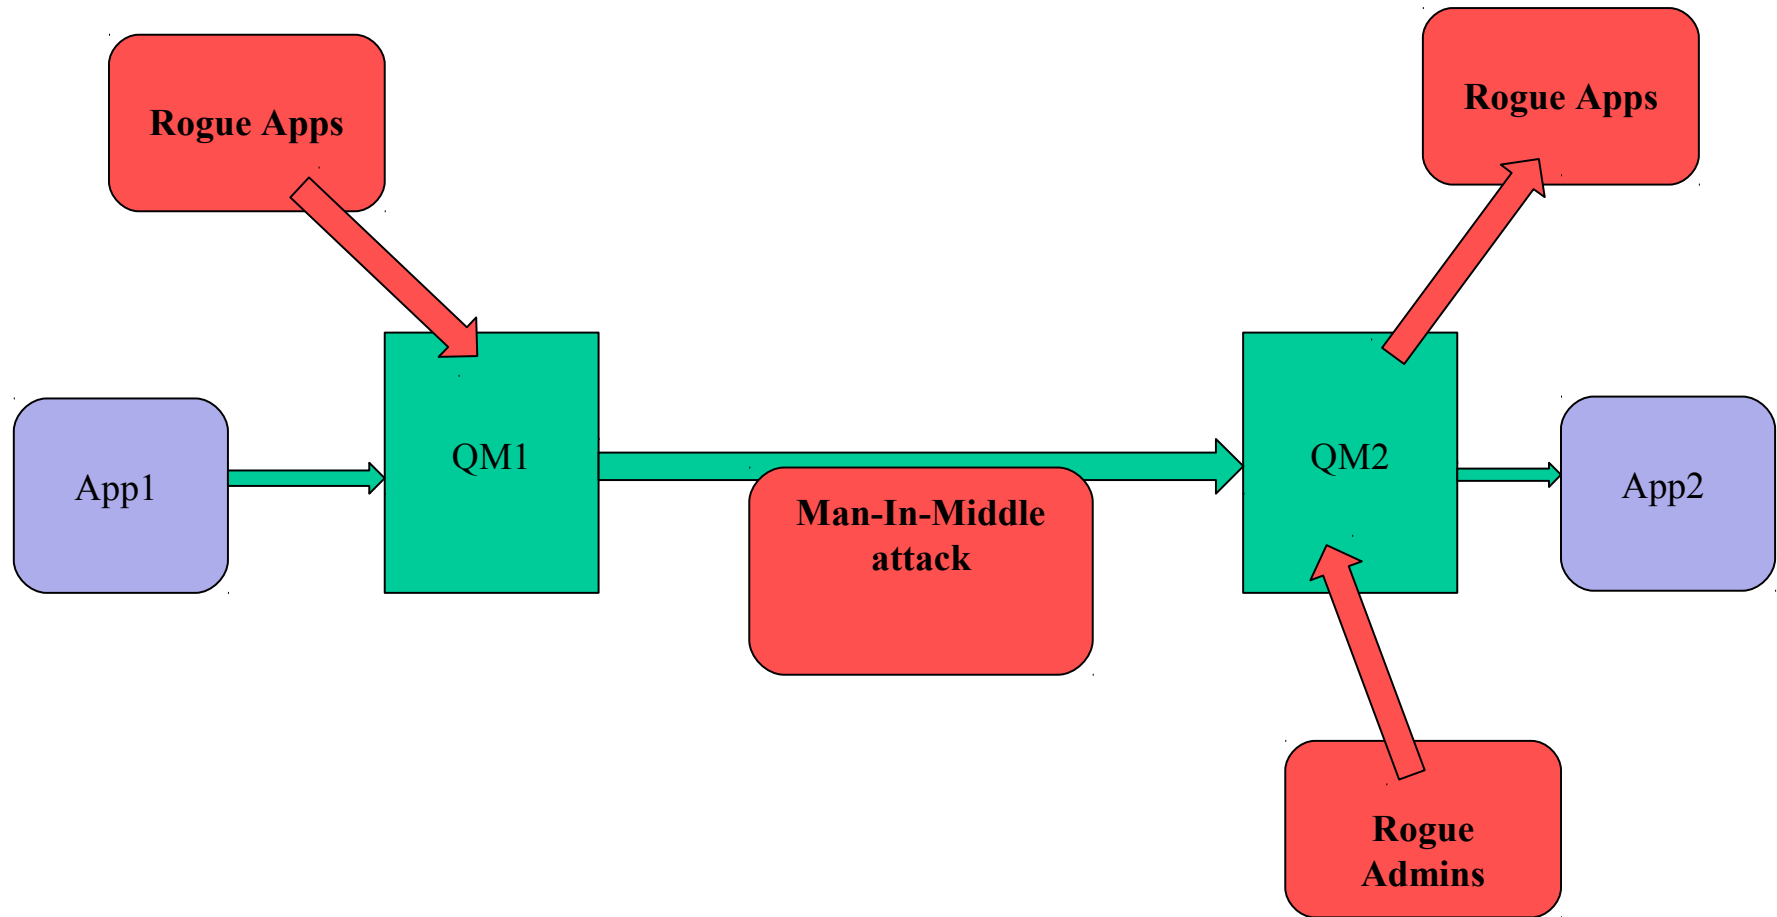 Rogue Apps
Rogue Apps
App1
QM1
QM2
App2
Man-In-Middle
attack
Rogue
Admins